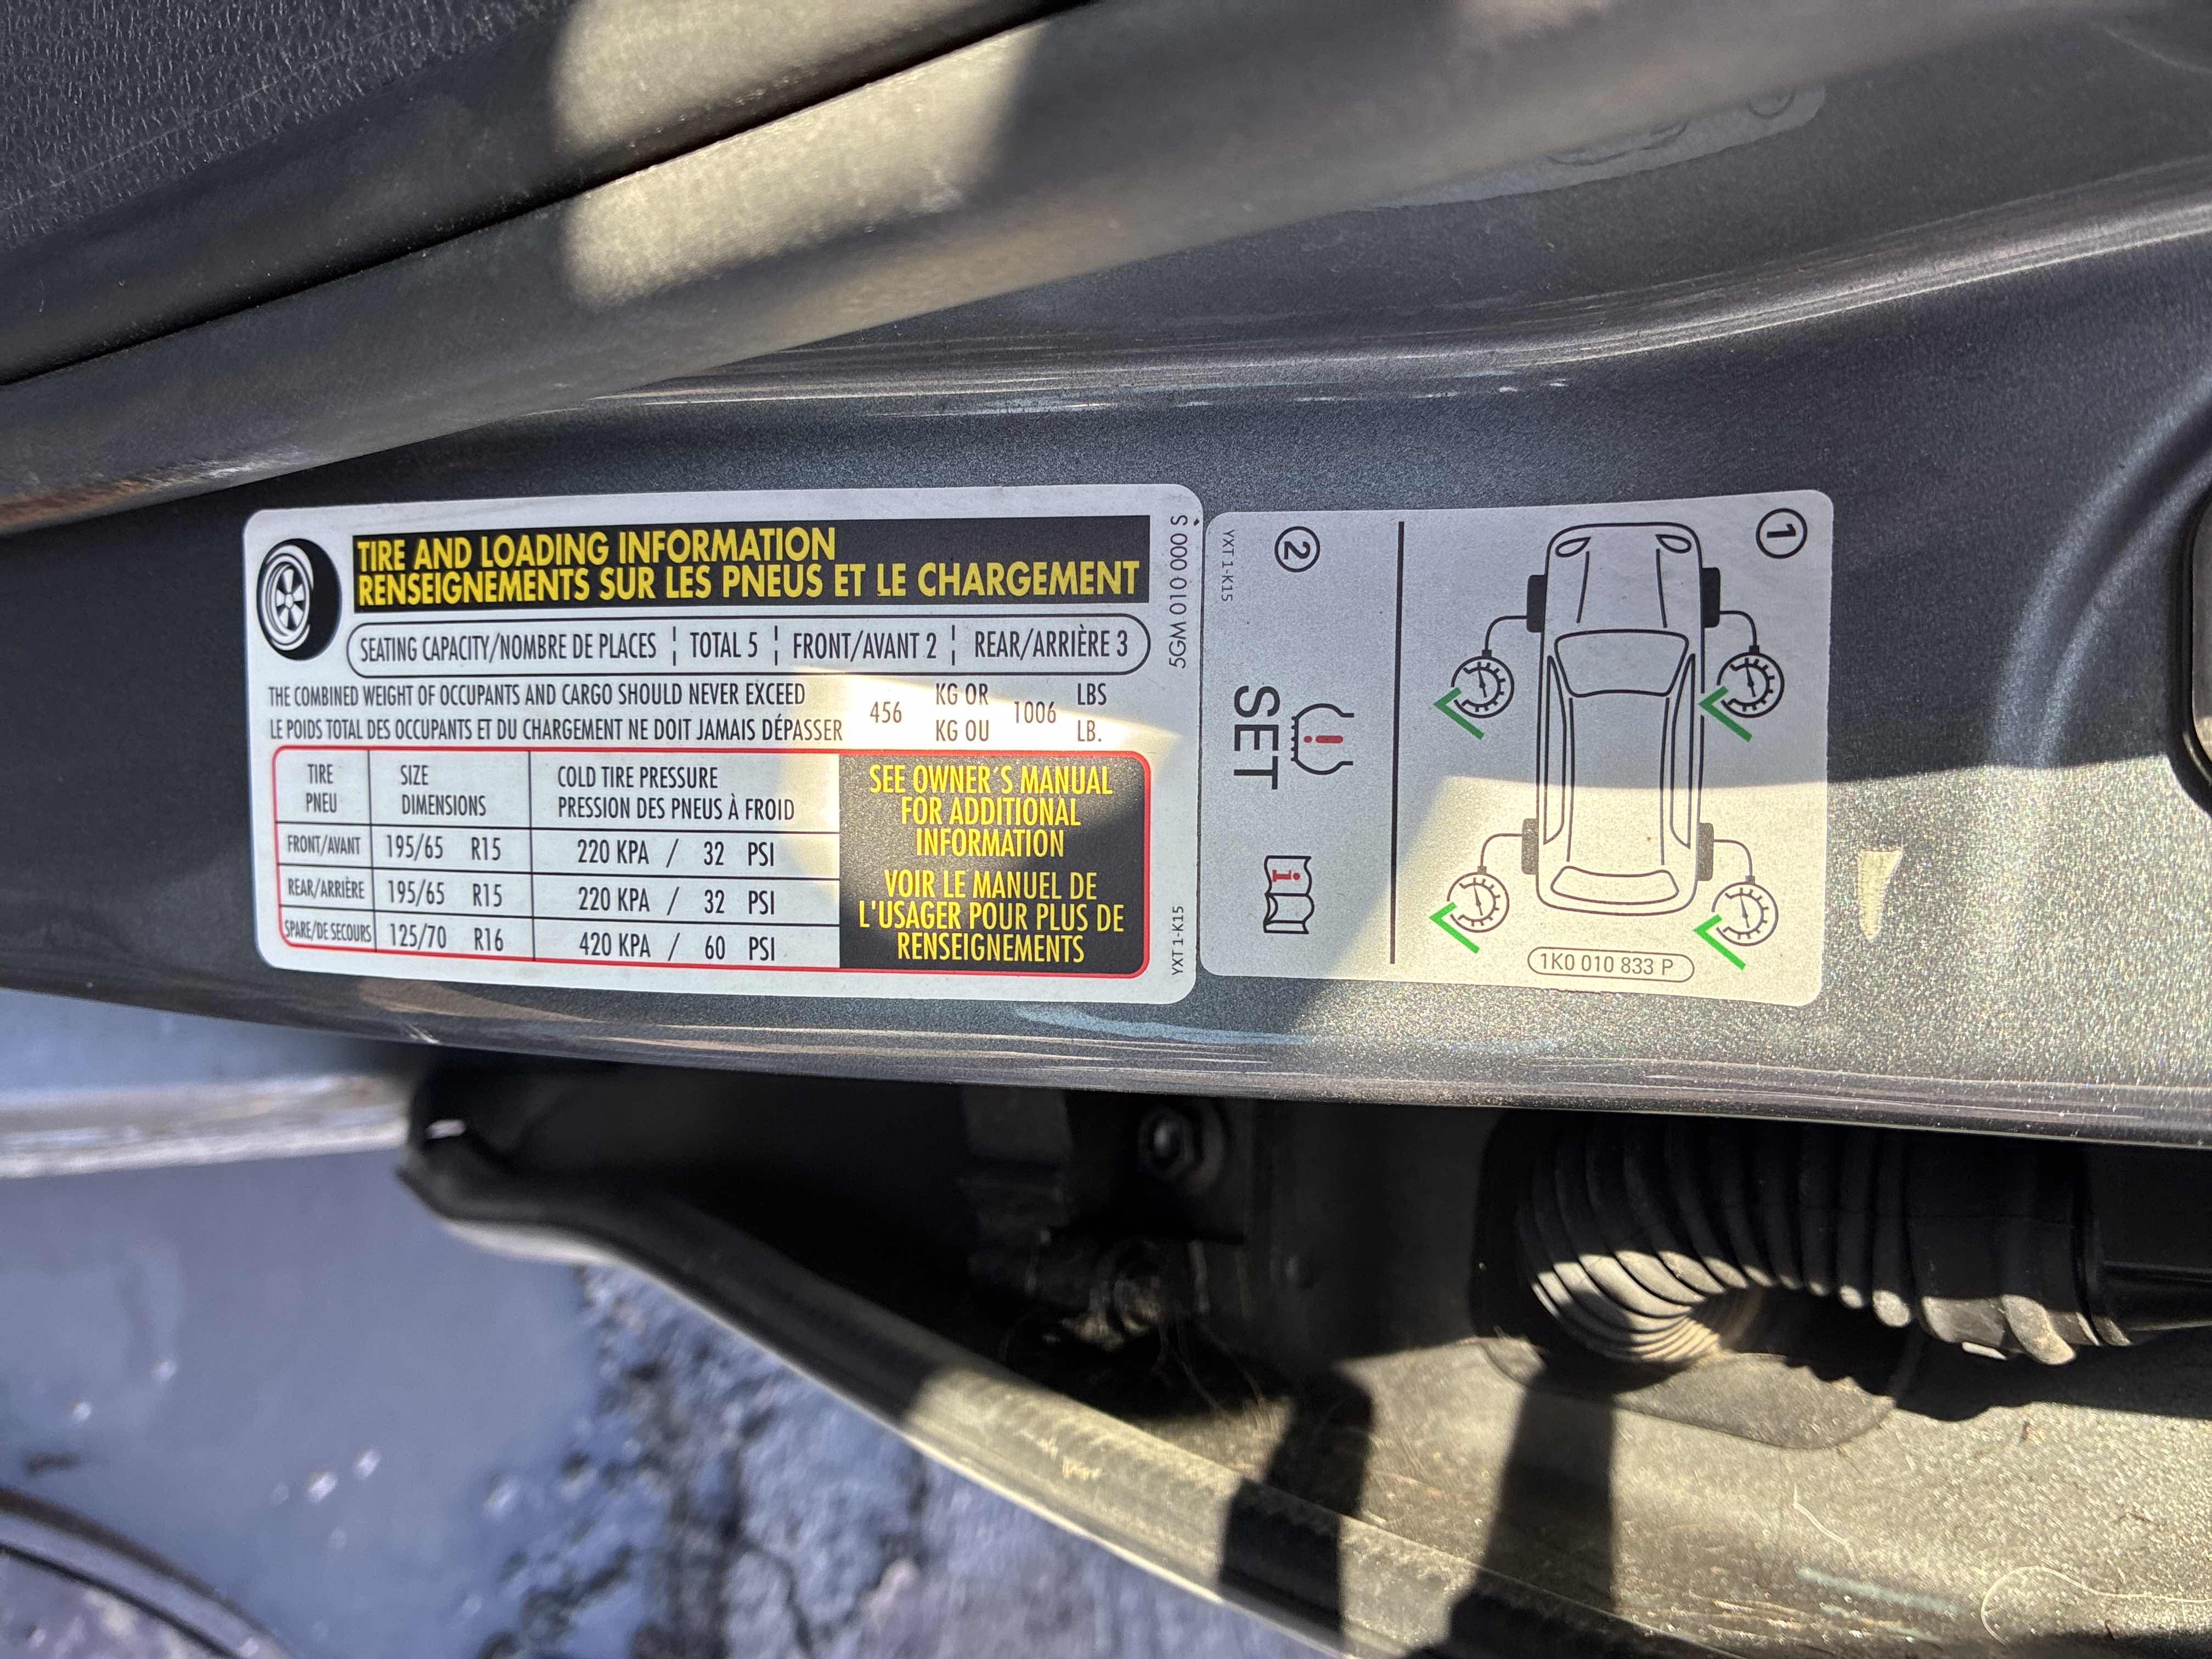 TIRE AND LOADING INFORMATION
RENSEIGNEMENTS SUR LES PNEUS ET LE CHARGEMENT
SEATING CAPACITY/NOMBRE DE PLACES ¦ TOTAL 5 ¦ FRONT/AVANT 2 ¦ REAR/ARRIÈRE 3
THE COMBINED WEIGHT OF OCCUPANTS AND CARGO SHOULD NEVER EXCEED 456 KG OR 1006 LBS
LE POIDS TOTAL DES OCCUPANTS ET DU CHARGEMENT NE DOIT JAMAIS DÉPASSER KG OU LB.
TIRE SIZE COLD TIRE PRESSURE
PNEU DIMENSIONS PRESSION DES PNEUS À FROID
FRONT/AVANT 195/65 R15 220 KPA / 32 PSI
REAR/ARRIÈRE 195/65 R15 220 KPA / 32 PSI
SPARE/DE SECOURS 125/70 R16 420 KPA / 60 PSI
SEE OWNER´S MANUAL
FOR ADDITIONAL
INFORMATION
VOIR LE MANUEL DE
L'USAGER POUR PLUS DE
RENSEIGNEMENTS
5GM 010 000 S
YXT 1-K15
1
1K0 010 833 P
2
SET
i
YXT 1-K15